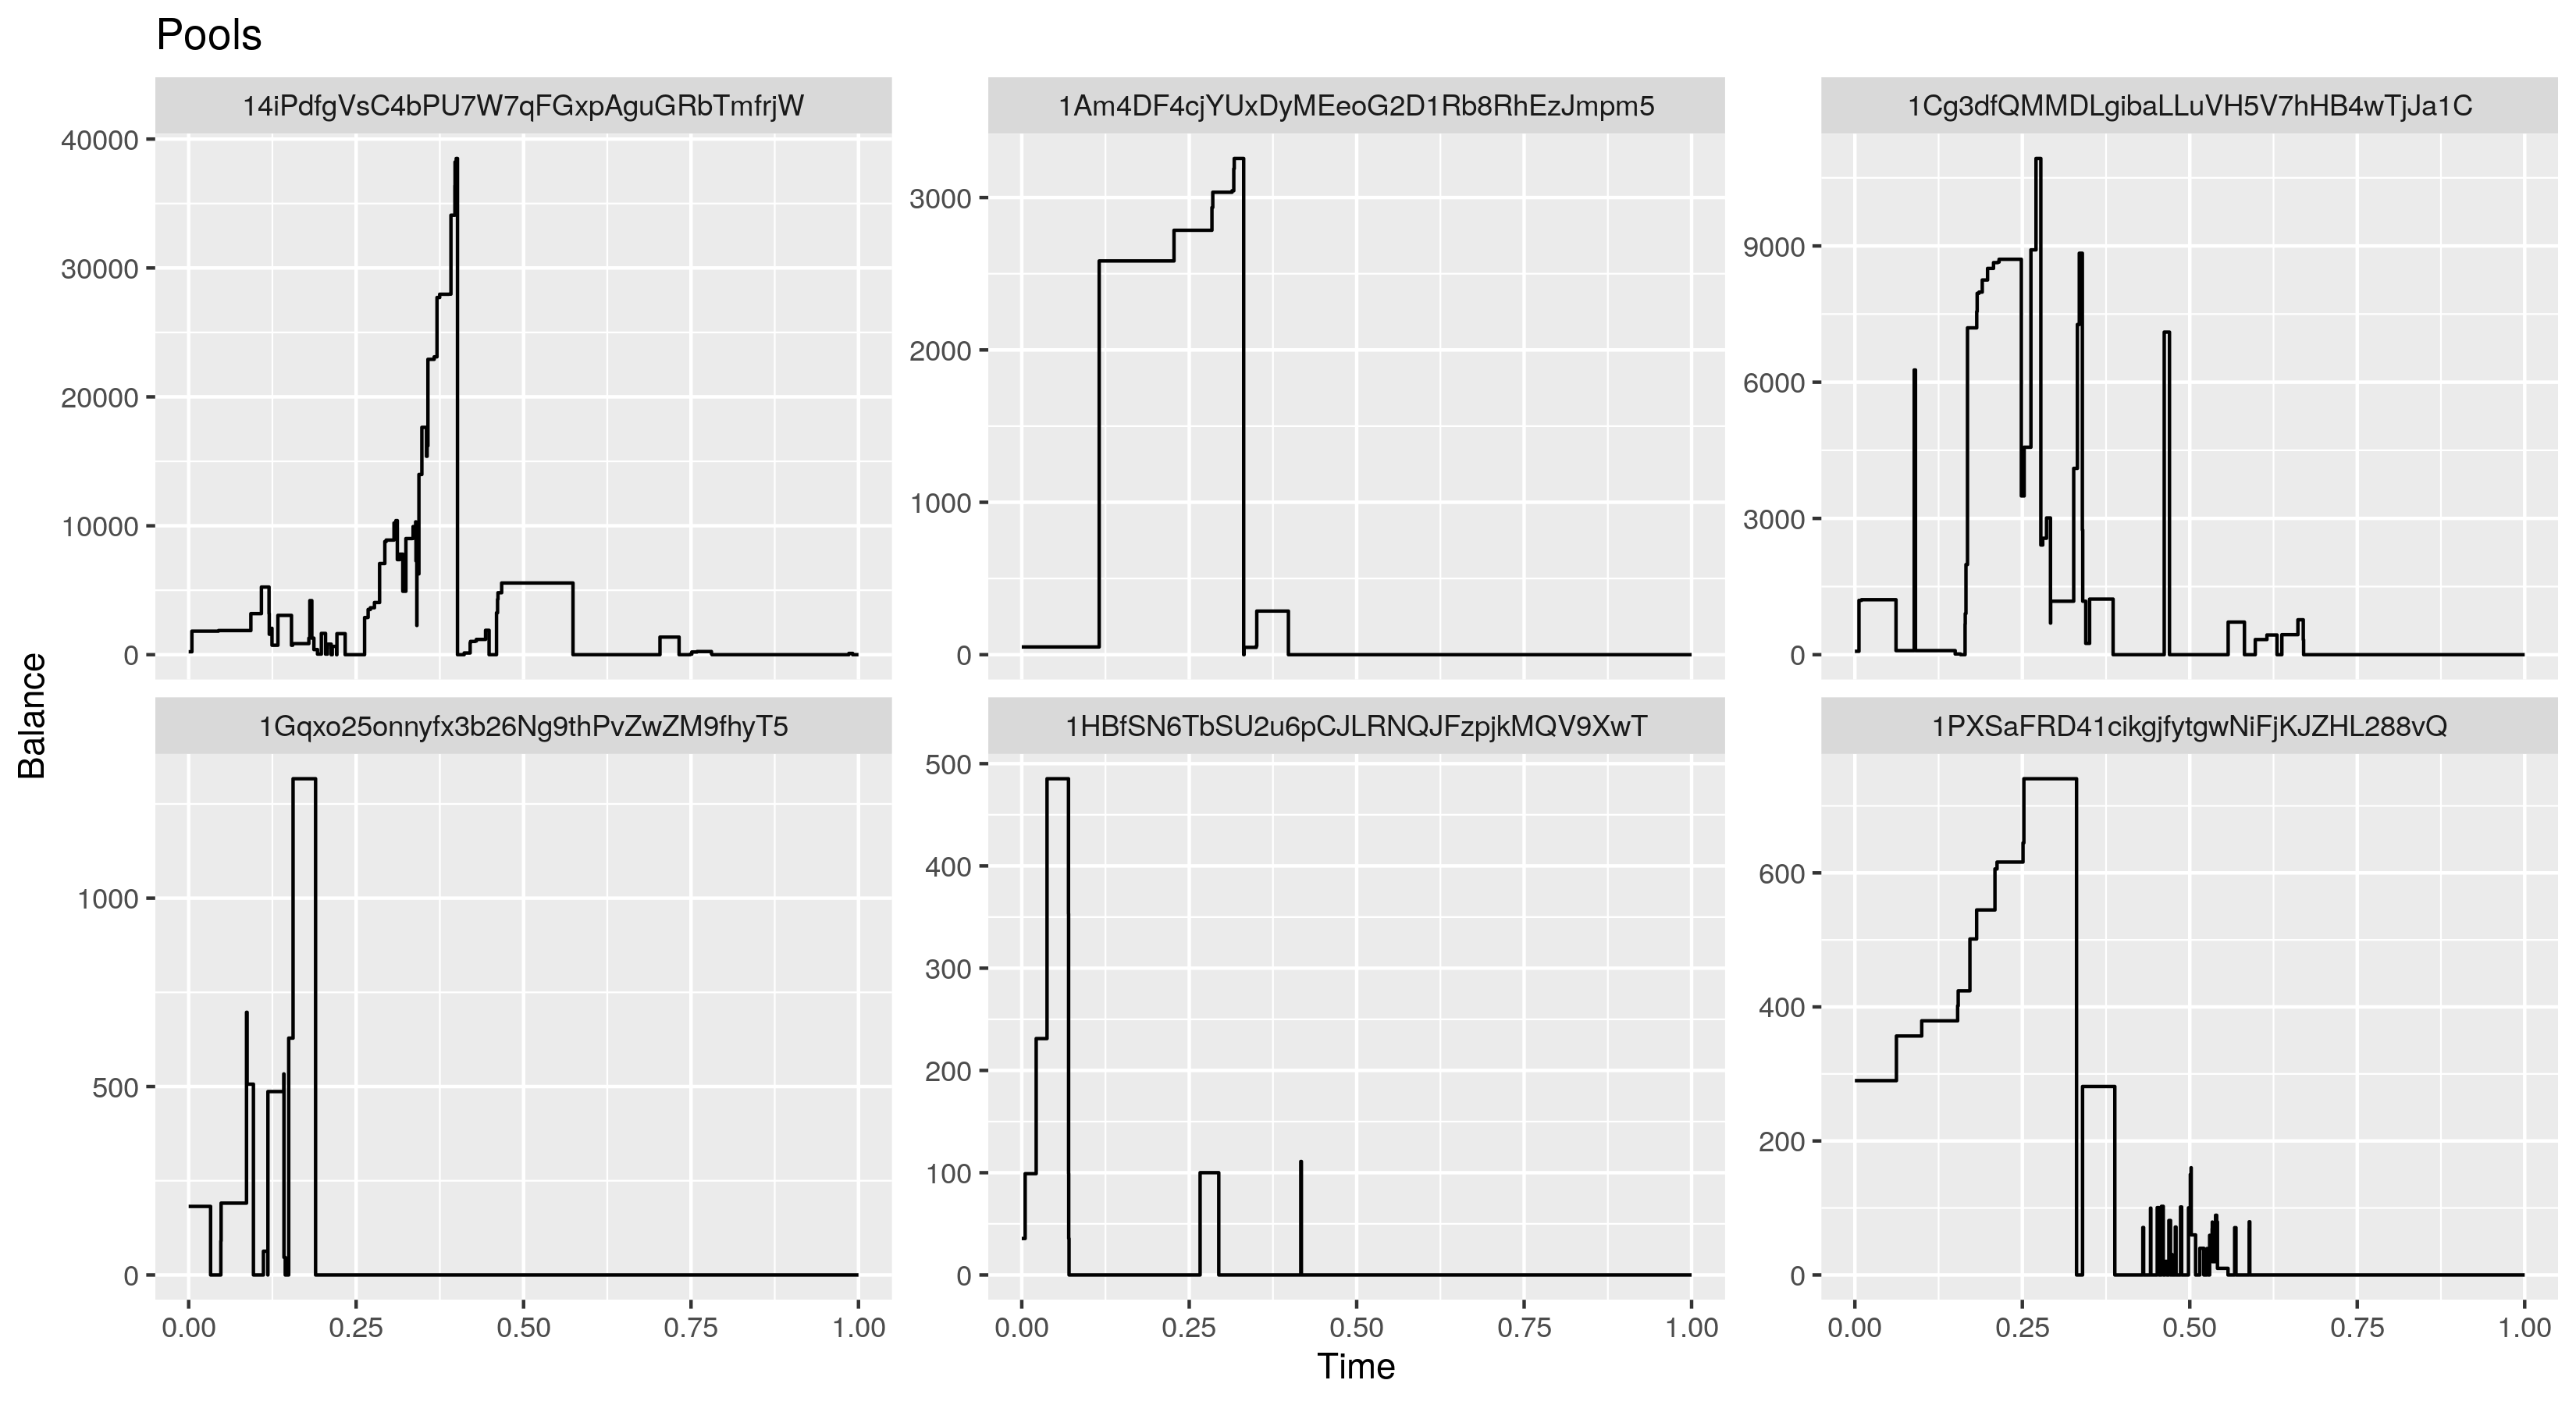 Pools
14iPdfgVsC4bPU7W7qFGxpAguGRbTmfrjW
1Am4DF4cjYUxDyMEeoG2D1Rb8RhEzJmpm5
1Cg3dfQMMDLgibaLLuVH5V7hHB4wTjJa1C
40000
30000
20000
10000
0
3000
2000
1000
0
9000
6000
3000
0
Balance
1Gqxo25onnyfx3b26Ng9thPvZwZM9fhyT5
1HBfSN6TbSU2u6pCJLRNQJFzpjkMQV9XwT
1PXSaFRD41cikgjfytgwNiFjKJZHL288vQ
1000
500
0
500
400
300
200
100
0
600
400
200
0
0.00 0.25 0.50 0.75 1.00
0.00 0.25 0.50 0.75 1.00
0.00 0.25 0.50 0.75 1.00
Time